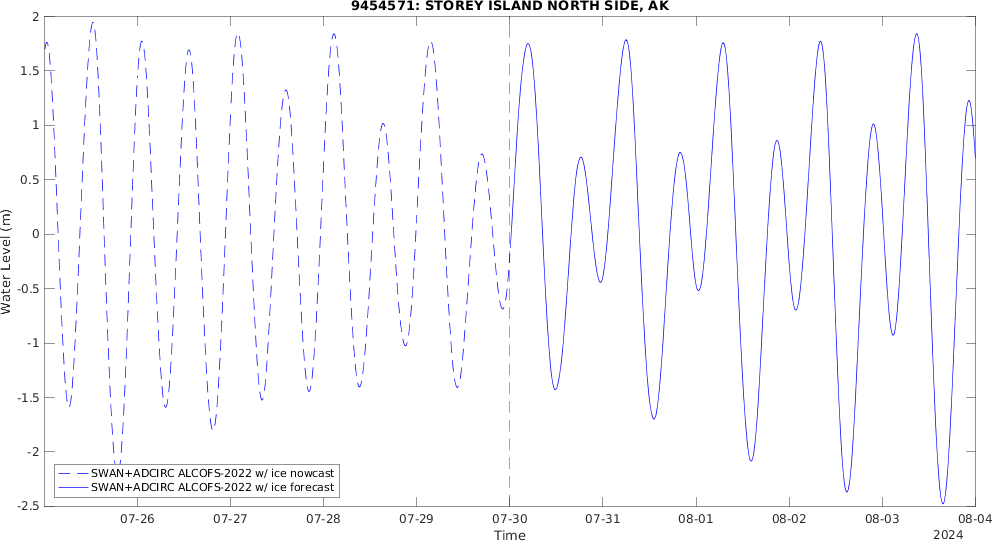 9454571: STOREY ISLAND NORTH SIDE, AK
Water Level (m)
2
1.5
1
0.5
0
-0.5
-1
-1.5
-2
-2.5
SWAN+ADCIRC ALCOFS-2022 w/ ice nowcast
SWAN+ADCIRC ALCOFS-2022 w/ ice forecast
07-26 07-27 07-28 07-29 07-30 07-31 08-01 08-02 08-03 08-04
Time
2024